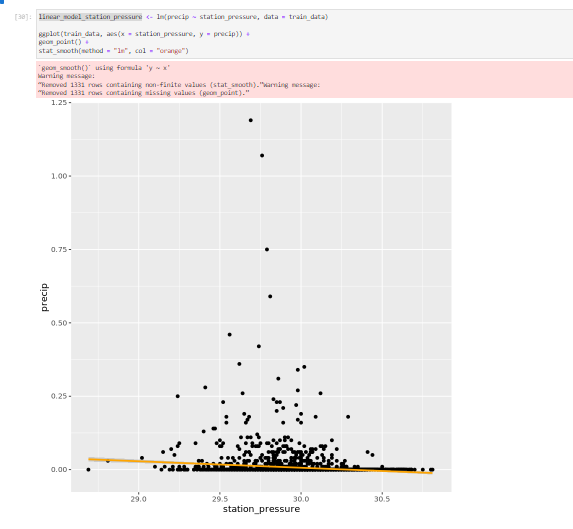 [30]: linear_model_station_pressure <- lm(precip ~ station_pressure, data = train_data)
ggplot(train_data, aes(x = station_pressure, y = precip)) +
geom_point() +
stat_smooth(method = "lm", col = "orange")
`geom_smooth()` using formula 'y ~ x'
Warning message:
"Removed 1331 rows containing non-finite values (stat_smooth)."Warning message:
"Removed 1331 rows containing missing values (geom_point)."
1.25
1.00
0.75
precip
0.50
0.25
0.00
29.0 29.5 30.0 30.5
station_pressure